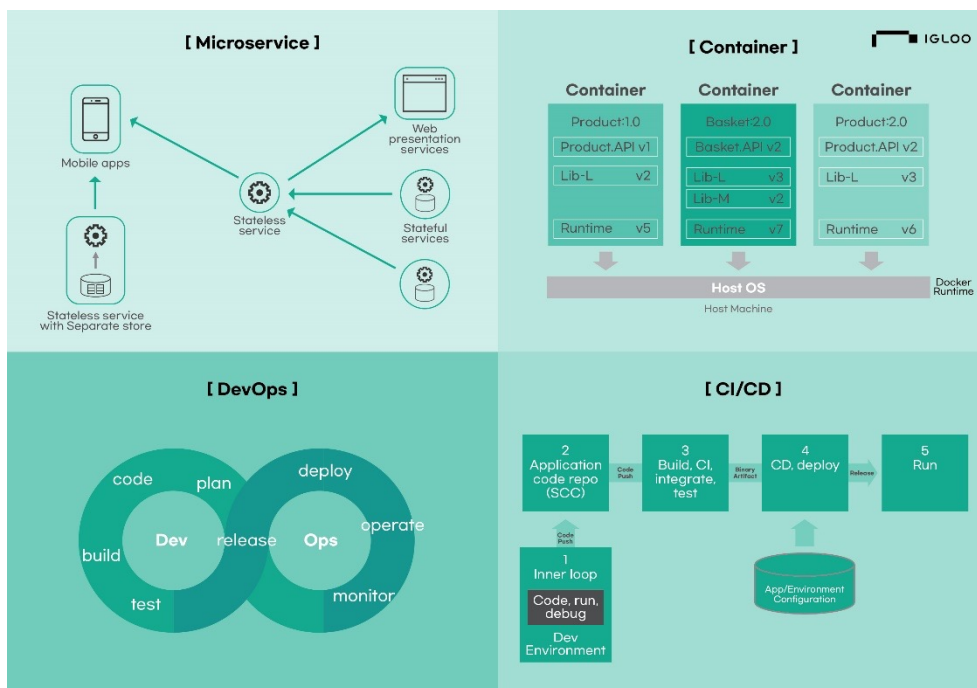 [ Microservice ]
Mobile apps
Stateless service
with Separate store
Stateless
service
Web
presentation
services
Stateful
services
[ Container ]
IGLOO
Container
Product:1.0
Product.API v1
Lib-L v2
Runtime v5
Container
Basket:2.0
Basket.API v2
Lib-L v3
Lib-M v2
Runtime v7
Container
Product:2.0
Product.API v2
Lib-L v3
Runtime v6
Host OS
Docker
Runtime
Host Machine
[ DevOps ]
code
plan
build
Dev
test
release
deploy
Ops
operate
monitor
[ CI/CD ]
2
Application
code repo
(SCC)
Code
Push
3
Build, CI,
integrate,
test
Binary
Artifact
4
CD, deploy
Release
5
Run
Code
Push
1
Inner loop
Code, run,
debug
Dev
Environment
App/Environment
Configuration